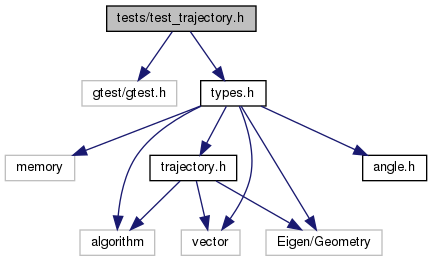 tests/test_trajectory.h
gtest/gtest.h
types.h
memory
trajectory.h
angle.h
algorithm
vector
Eigen/Geometry